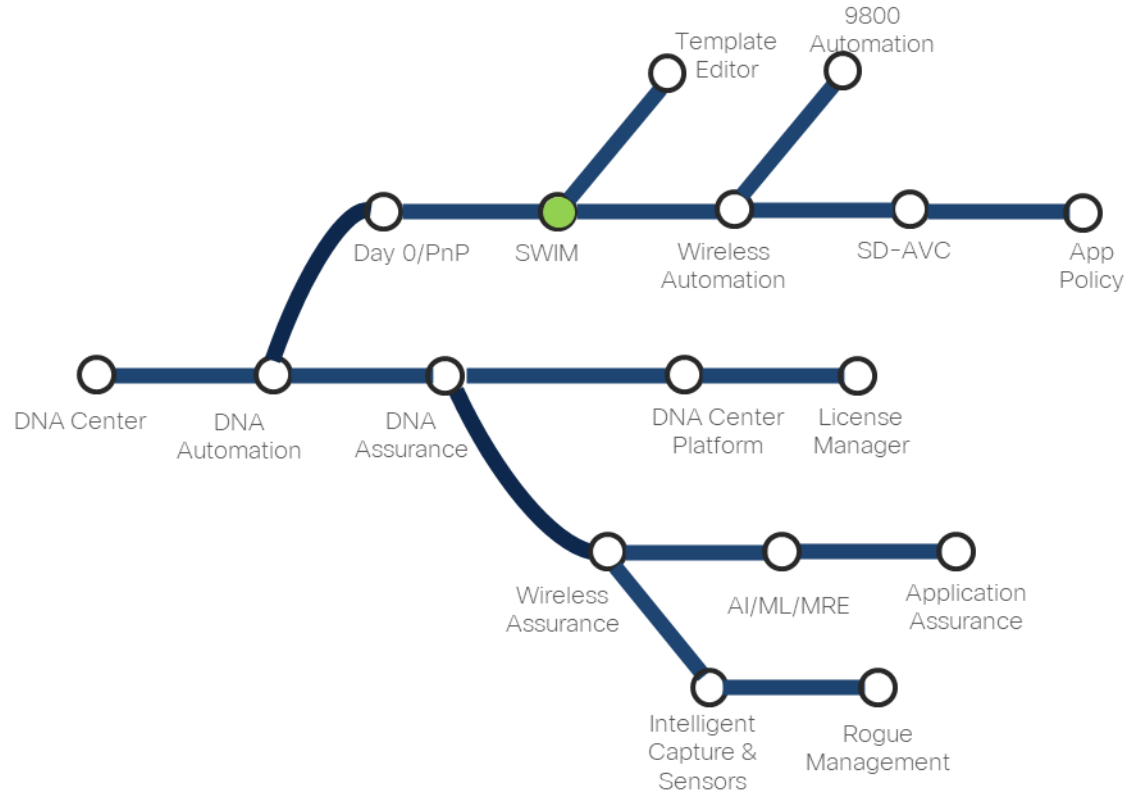 Template
Editor
9800
Automation
Day 0/PnP
SWIM
Wireless
Automation
SD-AVC
App
Policy
DNA Center
DNA
Automation
DNA
Assurance
DNA Center
Platform
License
Manager
Wireless
Assurance
AI/ML/MRE
Application
Assurance
Intelligent
Capture &
Sensors
Rogue
Management